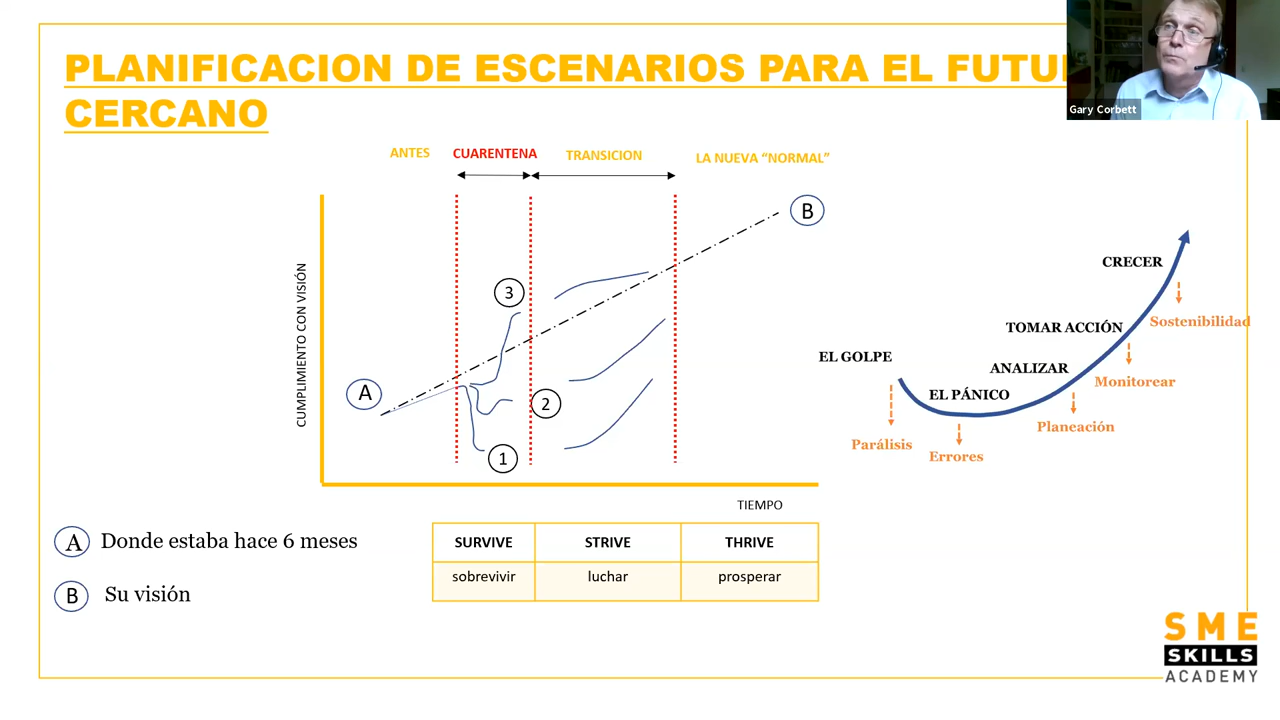 PLANIFICACION DE ESCENARIOS PARA EL
CERCANO
Gary Corbett
ANTES
CUARENTENA
TRANSICION
LA NUEVA “NORMAL”
B
CUMPLIMIENTO CON VISIÓN
3
A
2
1
TIEMPO
CRECER
Sostenibilidad
TOMAR ACCIÓN
EL GOLPE
ANALIZAR
Monitorear
EL PÁNICO
Planeación
Parálisis
Errores
A Donde estaba hace 6 meses
B Su visión
SURVIVE STRIVE THRIVE
sobrevivir luchar prosperar
SME
SKILLS
ACADEMY